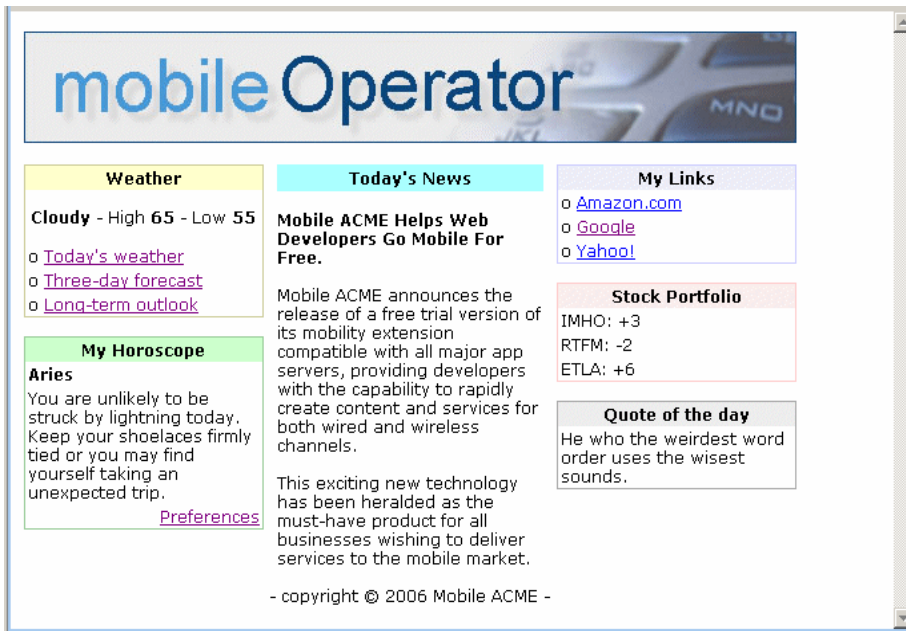 mobile Operator
JKL
MNO
Weather
Cloudy - High 65 - Low 55
o Today's weather
o Three-day forecast
o Long-term outlook
My Horoscope
Aries
You are unlikely to be
struck by lightning today.
Keep your shoelaces firmly
tied or you may find
yourself taking an
unexpected trip.
Preferences
Today's News
Mobile ACME Helps Web
Developers Go Mobile For
Free.
Mobile ACME announces the
release of a free trial version of
its mobility extension
compatible with all major app
servers, providing developers
with the capability to rapidly
create content and services for
both wired and wireless
channels.
This exciting new technology
has been heralded as the
must-have product for all
businesses wishing to deliver
services to the mobile market.
My Links
o Amazon.com
o Google
o Yahoo!
Stock Portfolio
IMHO: +3
RTFM: -2
ETLA: +6
Quote of the day
He who the weirdest word
order uses the wisest
sounds.
- copyright © 2006 Mobile ACME -